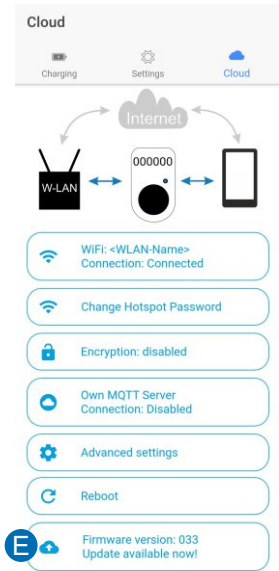 Cloud
Charging
Settings
Cloud
Internet
W-LAN
000000
WiFi: <WLAN-Name>
Connection: Connected
Change Hotspot Password
Encryption: disabled
Own MQTT Server
Connection: Disabled
Advanced settings
Reboot
E
Firmware version: 033
Update available now!